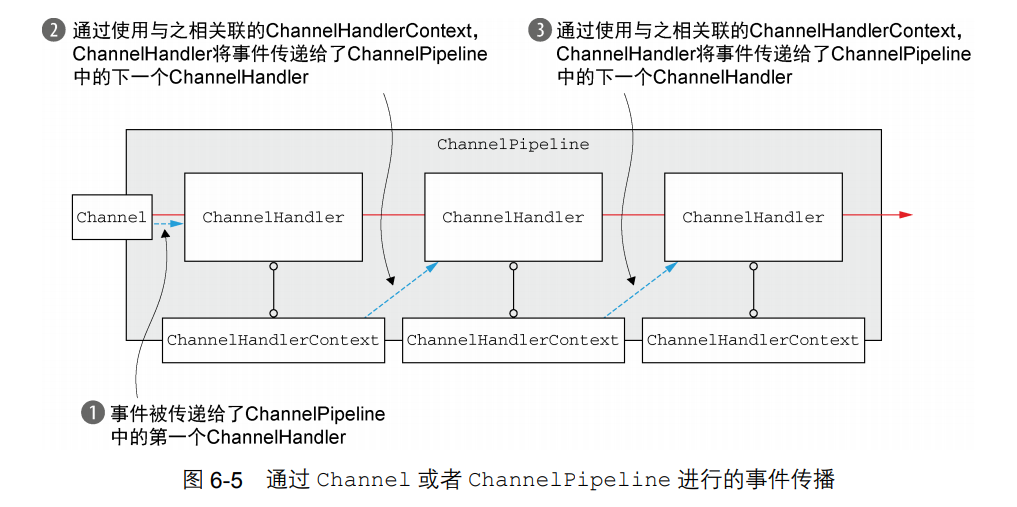 ❷ 通过使用与之相关联的ChannelHandlerContext,
ChannelHandler将事件传递给了ChannelPipeline
中的下一个ChannelHandler
❸ 通过使用与之相关联的ChannelHandlerContext,
ChannelHandler将事件传递给了ChannelPipeline
中的下一个ChannelHandler
ChannelPipeline
Channel
ChannelHandler
ChannelHandler
ChannelHandler
ChannelHandlerContext
ChannelHandlerContext
ChannelHandlerContext
❶ 事件被传递给了ChannelPipeline
中的第一个ChannelHandler
图 6-5 通过 Channel 或者 ChannelPipeline 进行的事件传播